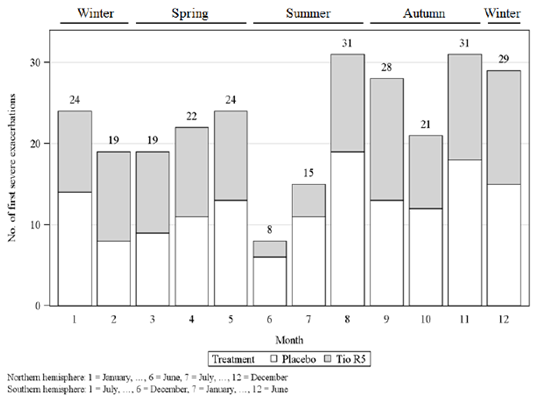 Winter Spring Summer Autumn Winter
No. of first severe exacerbations
30
20
10
0
24 19 19 22 24 8 15 31 28 21 31 29
1 2 3 4 5 6 7 8 9 10 11 12
Month
Treatment Placebo Tio R5
Northern hemisphere: 1 = January, …, 6 = June, 7 = July, …, 12 = December
Southern hemisphere: 1 = July, …, 6 = December, 7 = January, …, 12 = June